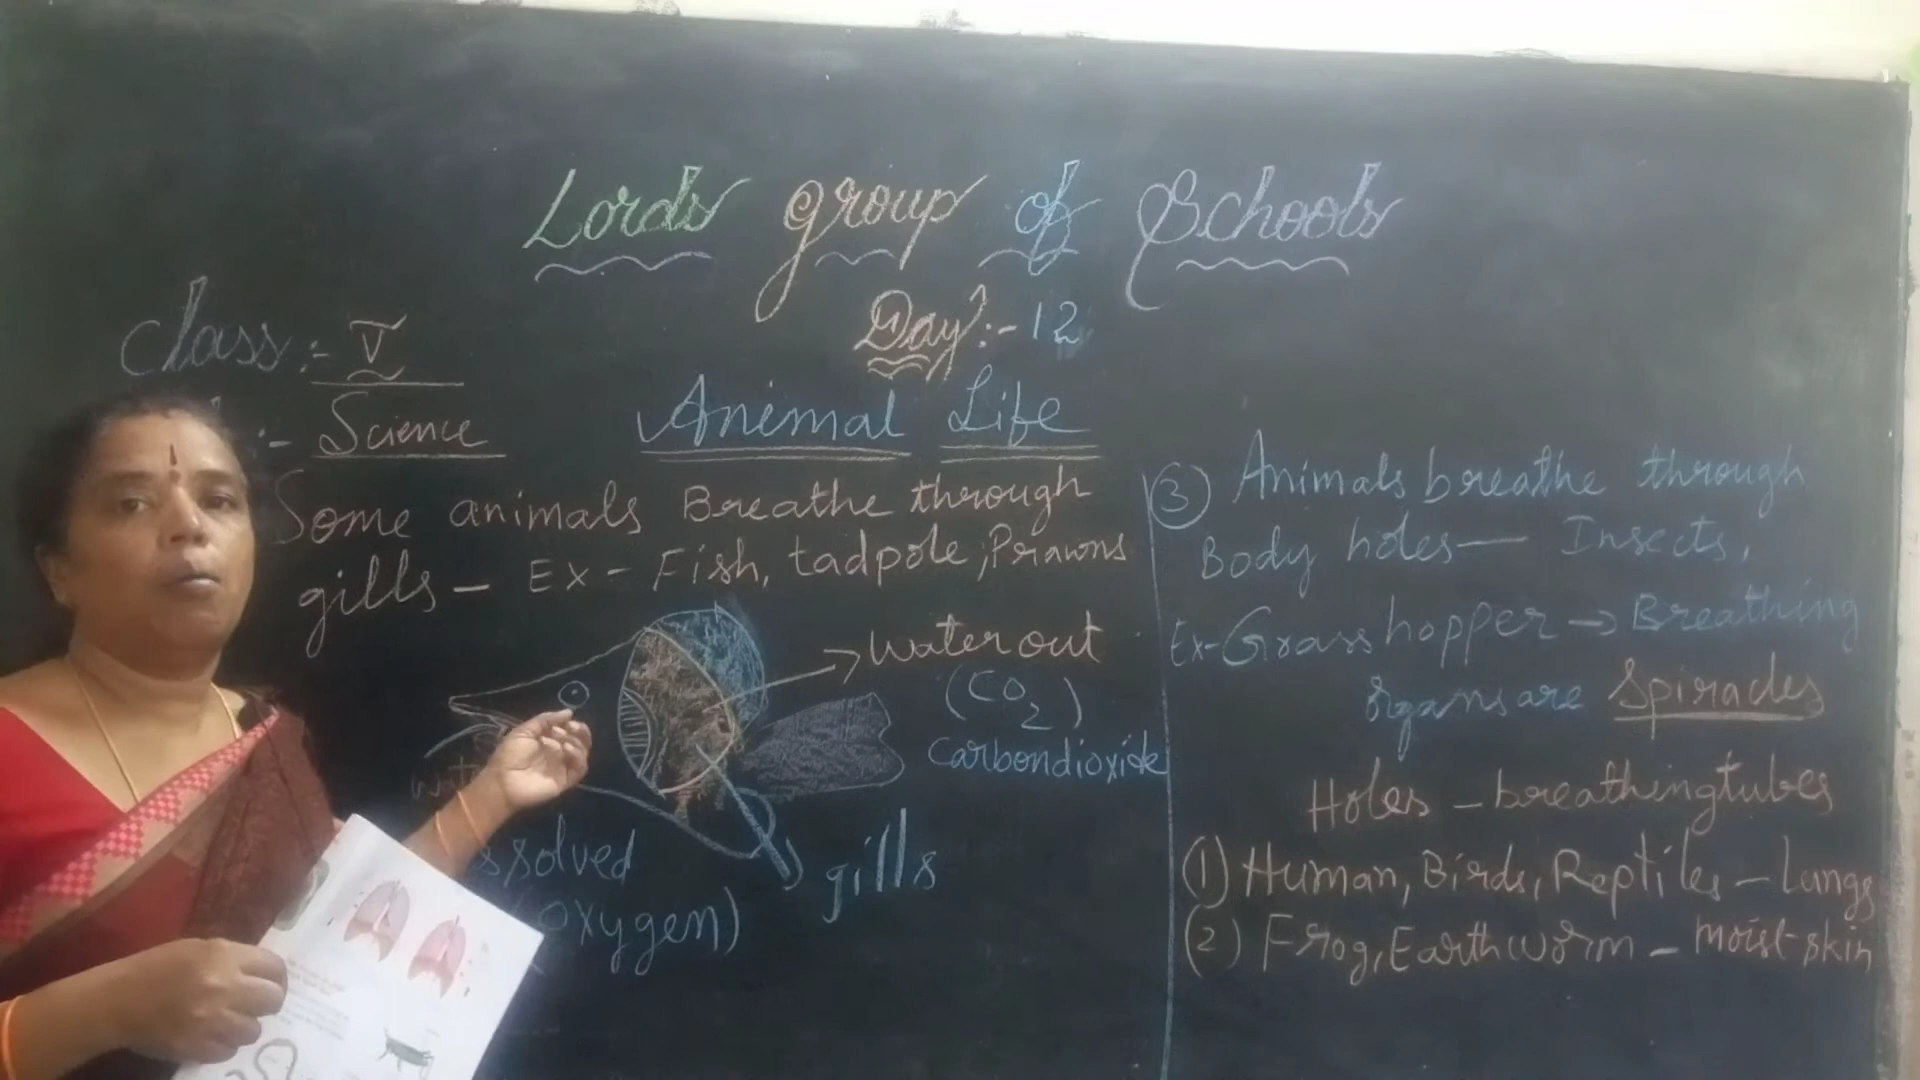 Lords group of Schools
Day:- 12
Class:- V
:- Science
Animal Life
Some animals Breathe through
gills - Ex - Fish, tadpole, Prawns
Water out
(CO2)
Carbondioxide
gills
ssolved
oxygen)
3 Animals breathe through
Body holes - Insects,
Ex- Grasshopper → Breathing
organs are Spiracles
Holes - breathingtubes
(1) Human, Birds, Reptiles - Lungs
(2) Frog, Earthworm - moist skin